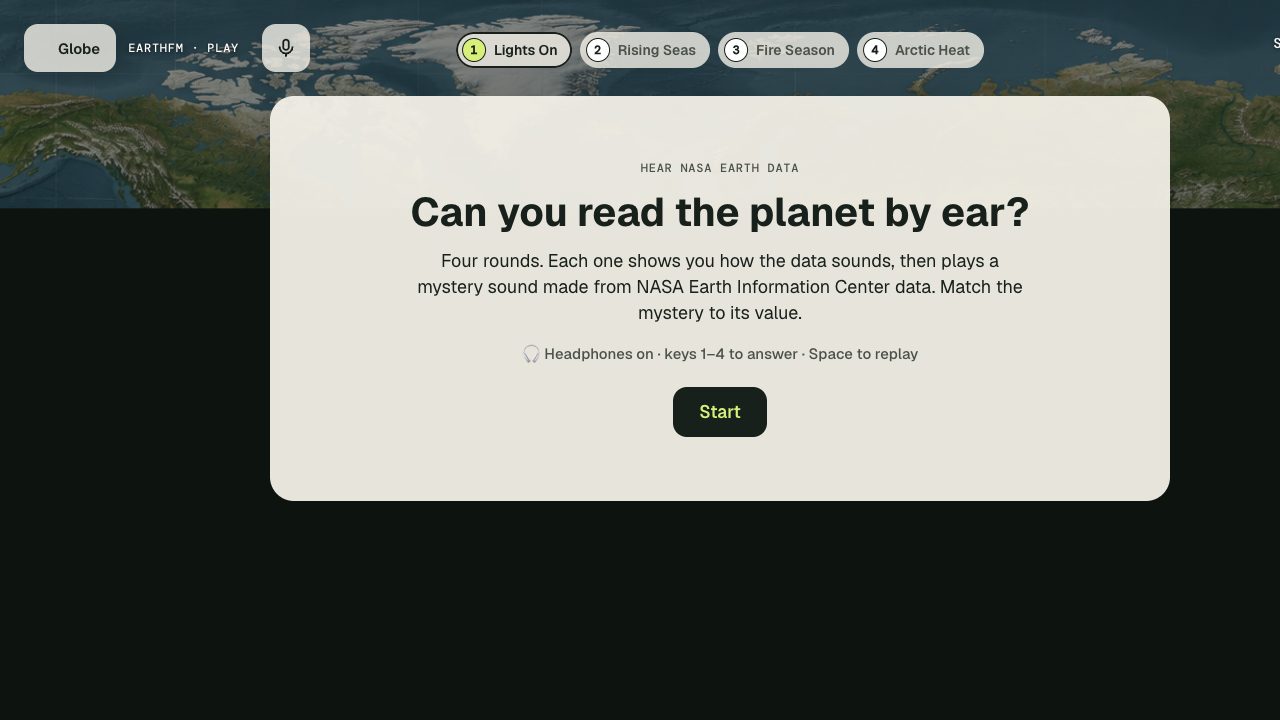 Globe
EARTHFM · PLAY
1 Lights On
2 Rising Seas
3 Fire Season
4 Arctic Heat
HEAR NASA EARTH DATA
Can you read the planet by ear?
Four rounds. Each one shows you how the data sounds, then plays a
mystery sound made from NASA Earth Information Center data. Match the
mystery to its value.
🎧 Headphones on · keys 1–4 to answer · Space to replay
Start